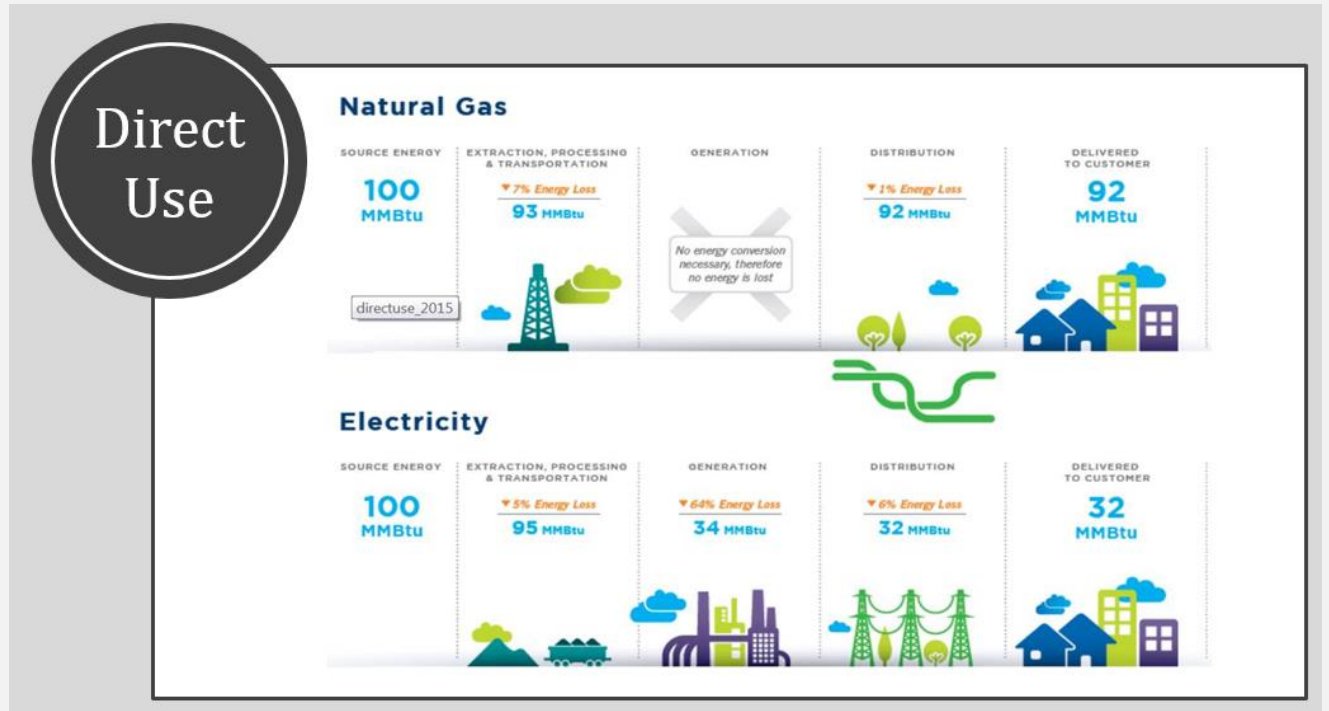 Direct
Use
Natural Gas
SOURCE ENERGY
100
MMBtu
EXTRACTION, PROCESSING
& TRANSPORTATION
▼7% Energy Loss
93 MMBtu
GENERATION
No energy conversion
necessary, therefore
no energy is lost
DISTRIBUTION
▼1% Energy Loss
92 MMBtu
DELIVERED
TO CUSTOMER
92
MMBtu
directuse_2015
Electricity
SOURCE ENERGY
100
MMBtu
EXTRACTION, PROCESSING
& TRANSPORTATION
▼5% Energy Loss
95 MMBtu
GENERATION
▼64% Energy Loss
34 MMBtu
DISTRIBUTION
▼6% Energy Loss
32 MMBtu
DELIVERED
TO CUSTOMER
32
MMBtu